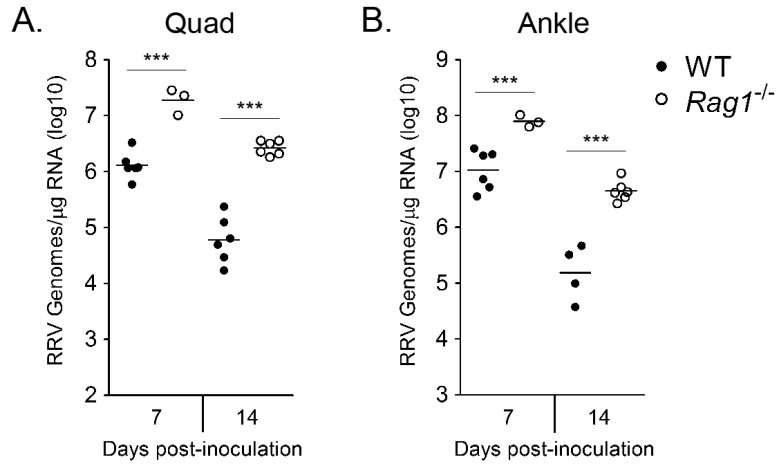 A.
Quad
RRV Genomes/µg RNA (log10)
8
7
6
5
4
3
2
***
***
7
14
Days post-inoculation
B.
Ankle
RRV Genomes/µg RNA (log10)
9
8
7
6
5
4
3
***
***
7
14
Days post-inoculation
WT
Rag1-/-